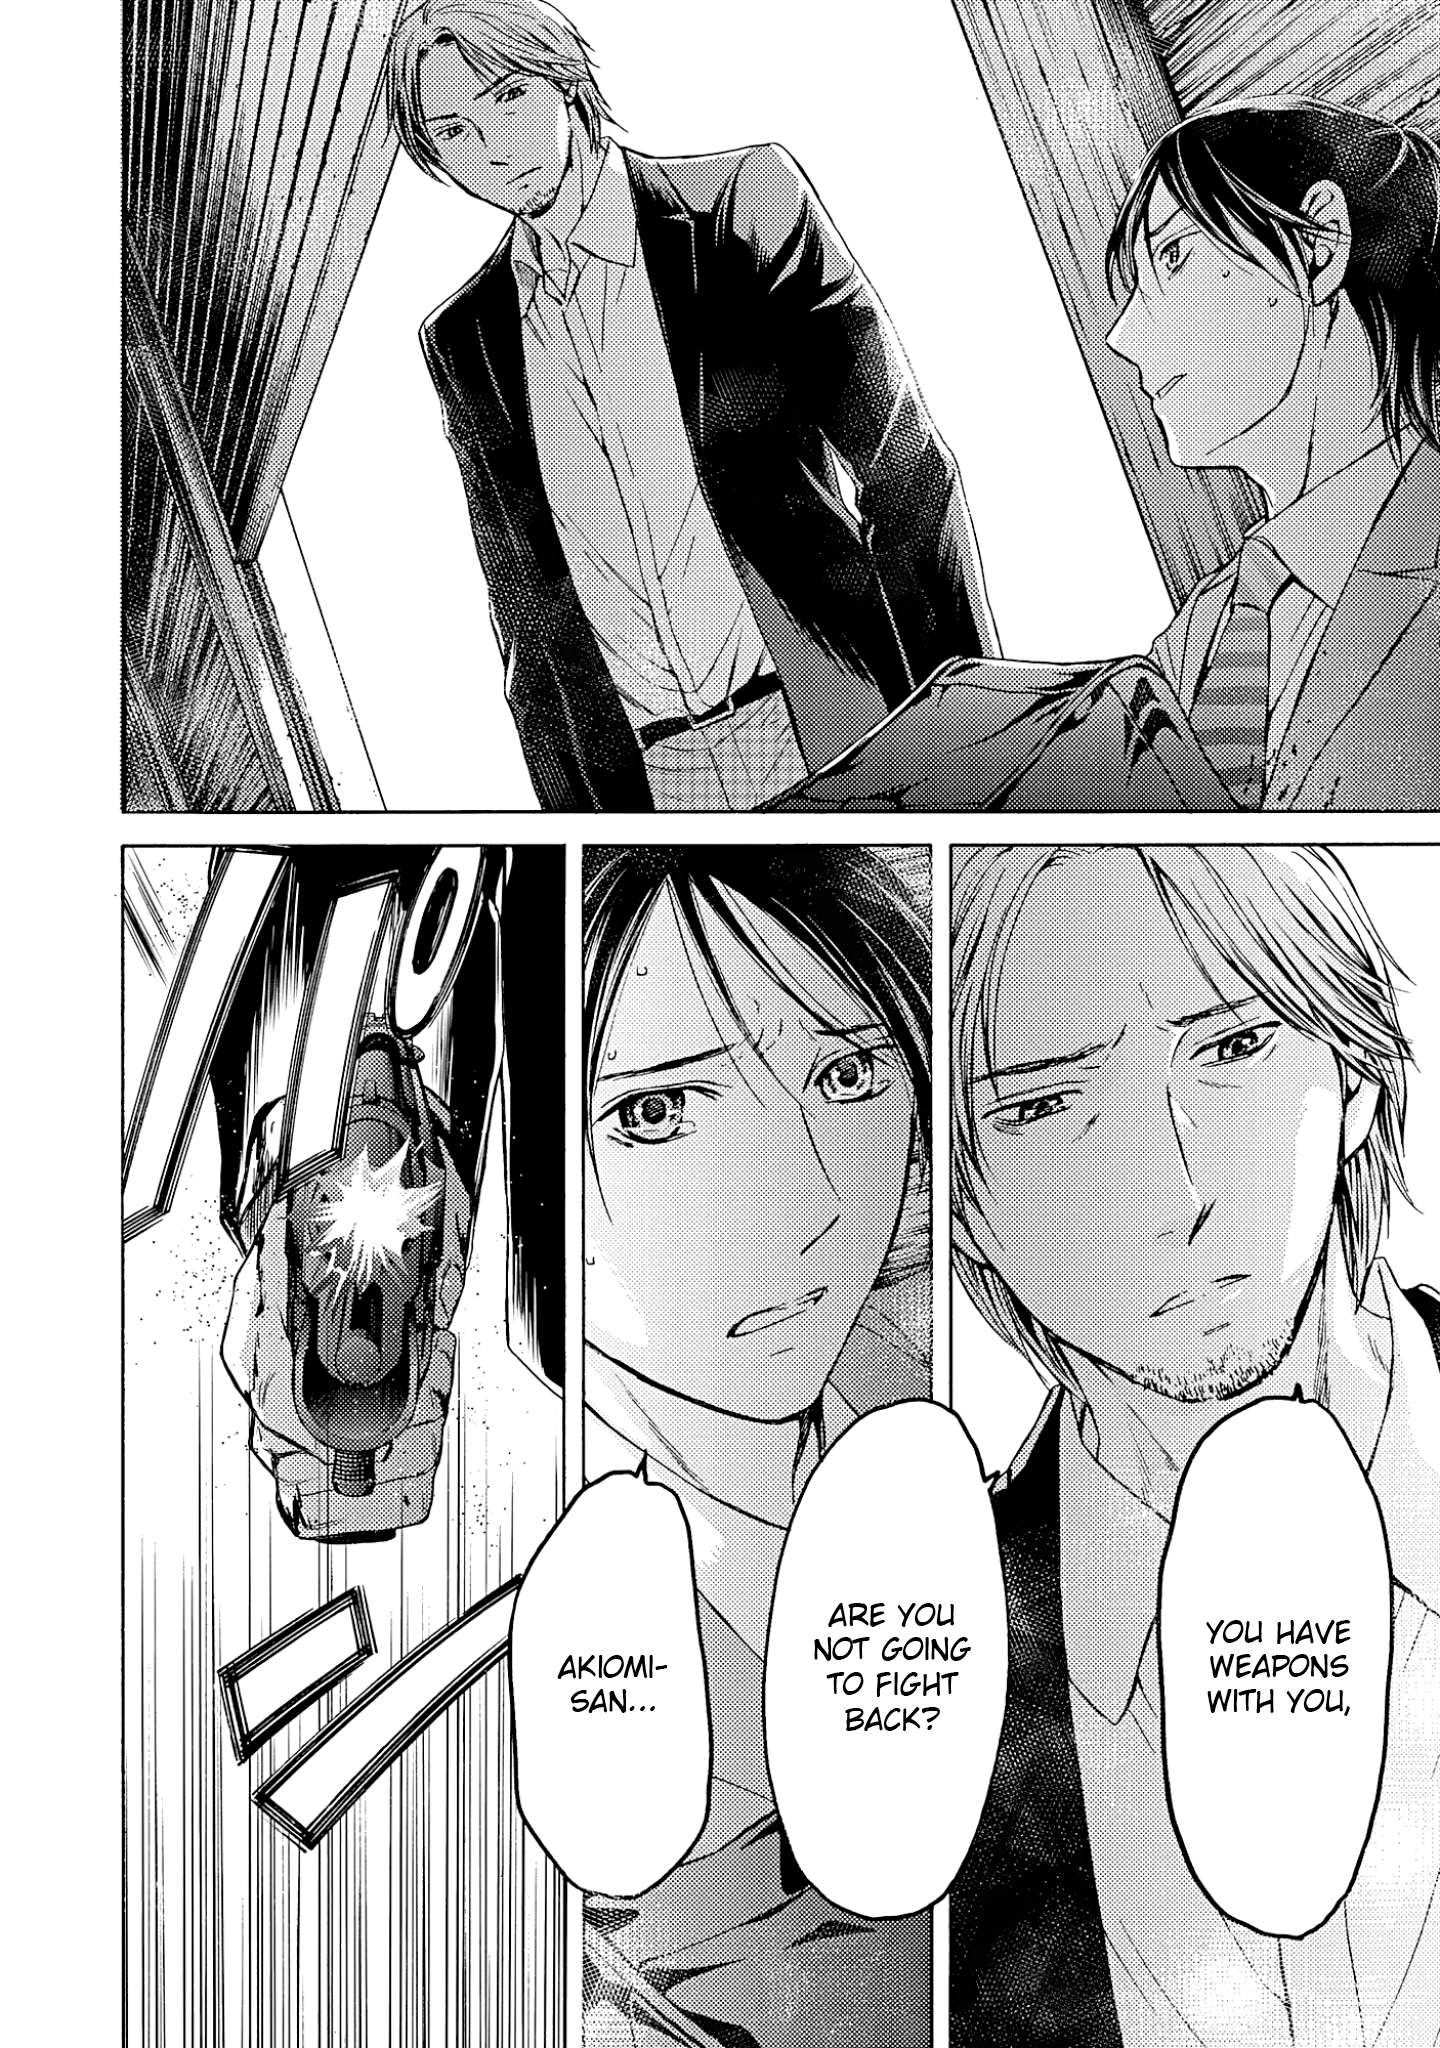 YOU HAVE
WEAPONS
WITH YOU,
ARE YOU
NOT GOING
TO FIGHT
BACK?
AKIOMI-
SAN...